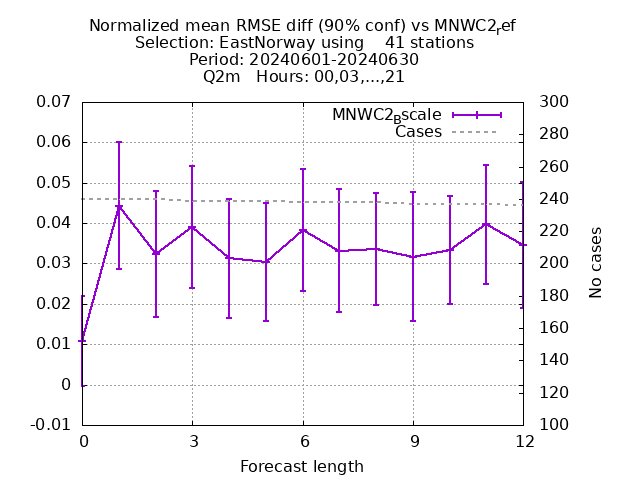 Normalized mean RMSE diff (90% conf) vs MNWC2ref
Selection: EastNorway using 41 stations
Period: 20240601-20240630
Q2m Hours: 00,03,...,21
0.07 300
MNWC2Bscale
Cases
280
0.06
260
0.05
240
0.04
220
0.03 200
0.02 180
160
0.01
140
0
120
-0.01 100
No cases
0 3 6 9 12
Forecast length